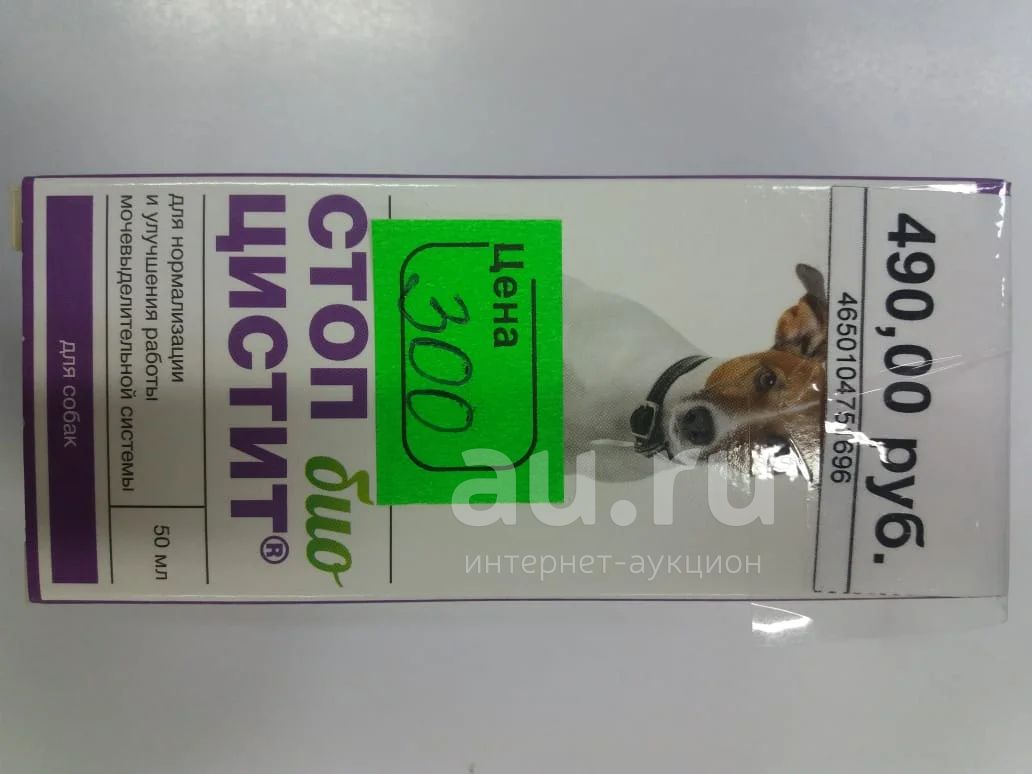 490,00 руб.
4650104751696
Цена
300
СТОП
ЦИСТИТ®
био
для нормализации
и улучшения работы
мочевыделительной системы
50 мл
для собак
au.ru
интернет-аукцион